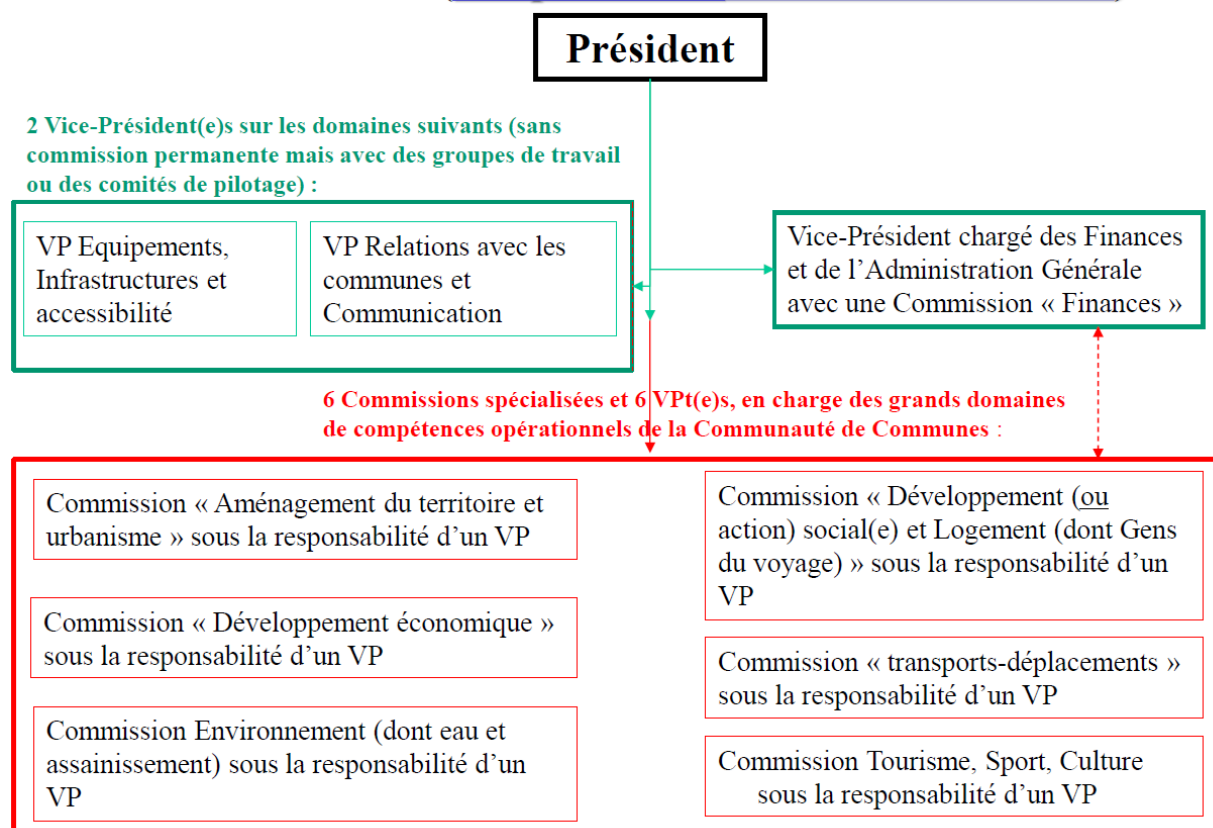 Président
2 Vice-Président(e)s sur les domaines suivants (sans
commission permanente mais avec des groupes de travail
ou des comités de pilotage) :
VP Equipements,
Infrastructures et
accessibilité
VP Relations avec les
communes et
Communication
Vice-Président chargé des Finances
et de l’Administration Générale
avec une Commission « Finances »
6 Commissions spécialisées et 6 VPt(e)s, en charge des grands domaines
de compétences opérationnels de la Communauté de Communes :
Commission « Aménagement du territoire et
urbanisme » sous la responsabilité d’un VP
Commission « Développement économique »
sous la responsabilité d’un VP
Commission Environnement (dont eau et
assainissement) sous la responsabilité d’un
VP
Commission « Développement (ou
action) social(e) et Logement (dont Gens
du voyage) » sous la responsabilité d’un
VP
Commission « transports-déplacements »
sous la responsabilité d’un VP
Commission Tourisme, Sport, Culture
sous la responsabilité d’un VP